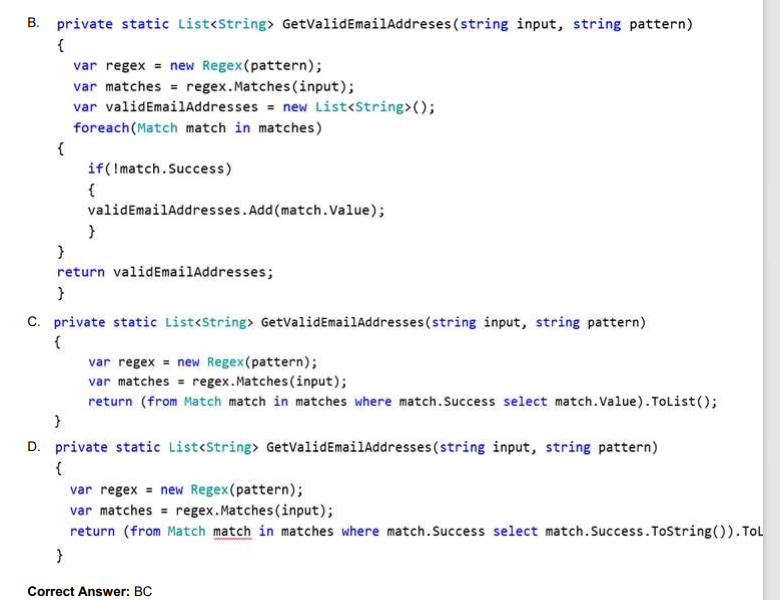 B. private static List<String> GetValidEmailAddreses(string input, string pattern)
{
var regex = new Regex(pattern);
var matches = regex.Matches(input);
var validEmailAddresses = new List<String>();
foreach(Match match in matches)
{
if(!match.Success)
{
validEmailAddresses.Add(match.Value);
}
}
return validEmailAddresses;
}
C. private static List<String> GetValidEmailAddresses(string input, string pattern)
{
var regex = new Regex(pattern);
var matches = regex.Matches(input);
return (from Match match in matches where match.Success select match.Value).ToList();
}
D. private static List<String> GetValidEmailAddresses(string input, string pattern)
{
var regex = new Regex(pattern);
var matches = regex.Matches(input);
return (from Match match in matches where match.Success select match.Success.ToString()).ToL
}
Correct Answer: BC